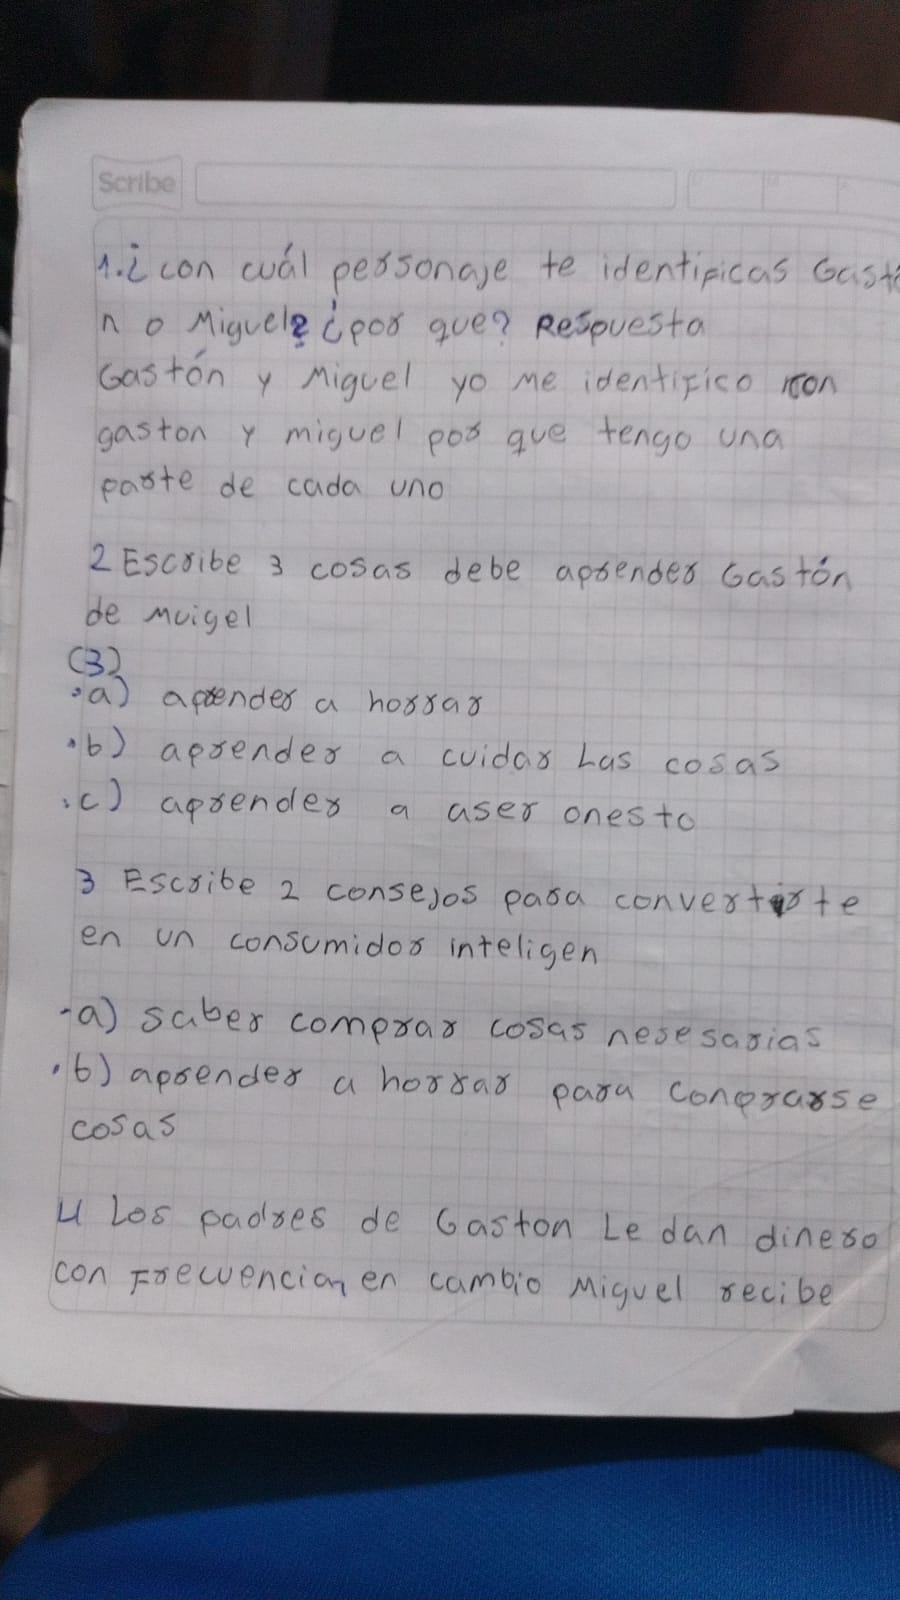 Scribe
1. ¿con cuál personaje te identificas Gastó
n o Miguel? ¿por que? Respuesta
Gastón y Miguel yo me identifico con
gaston y miguel por que tengo una
parte de cada uno
2 Escribe 3 cosas debe aprender Gastón
de Muigel
(3)
·a) aprender a horrar
·b) aprender a cuidar Las cosas
·c) aprender a aser onesto
3 Escribe 2 consejos para convertirte
en un consumidor inteligen
·a) saber comprar cosas nesesarias
·b) aprender a horrar para conprarse
cosas
4 Los padres de Gaston Le dan dinero
con Frecuencia, en cambio Miguel recibe